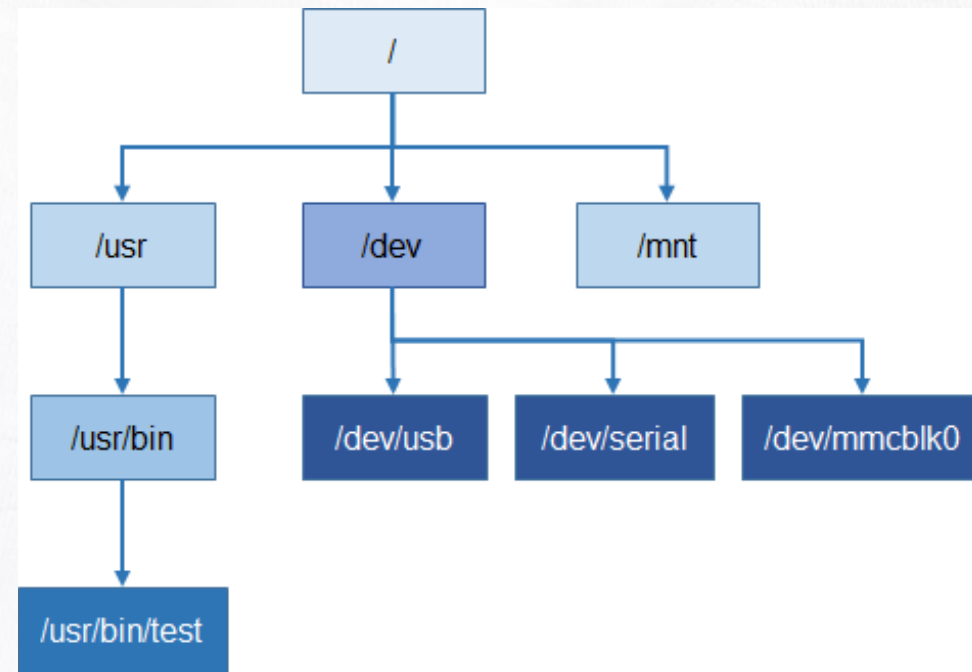 /
/usr
/dev
/mnt
/usr/bin
/dev/usb
/dev/serial
/dev/mmcblk0
/usr/bin/test